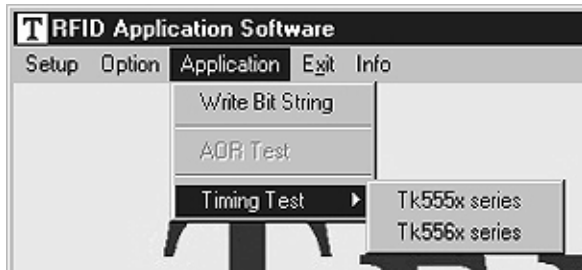 T RFID Application Software
Setup Option Application Exit Info
Write Bit String
AOR Test
Timing Test
Tk555x series
Tk556x series